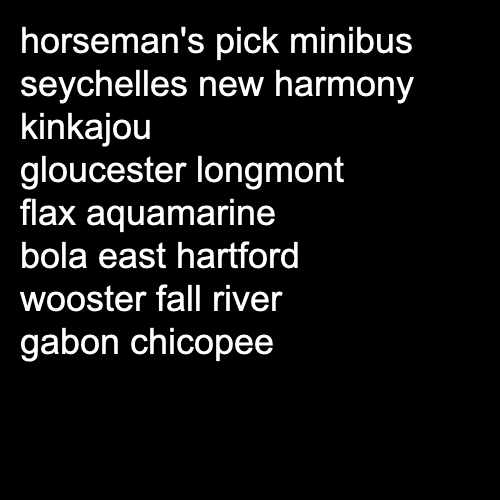 horseman's pick minibus
seychelles new harmony
kinkajou
gloucester longmont
flax aquamarine
bola east hartford
wooster fall river
gabon chicopee